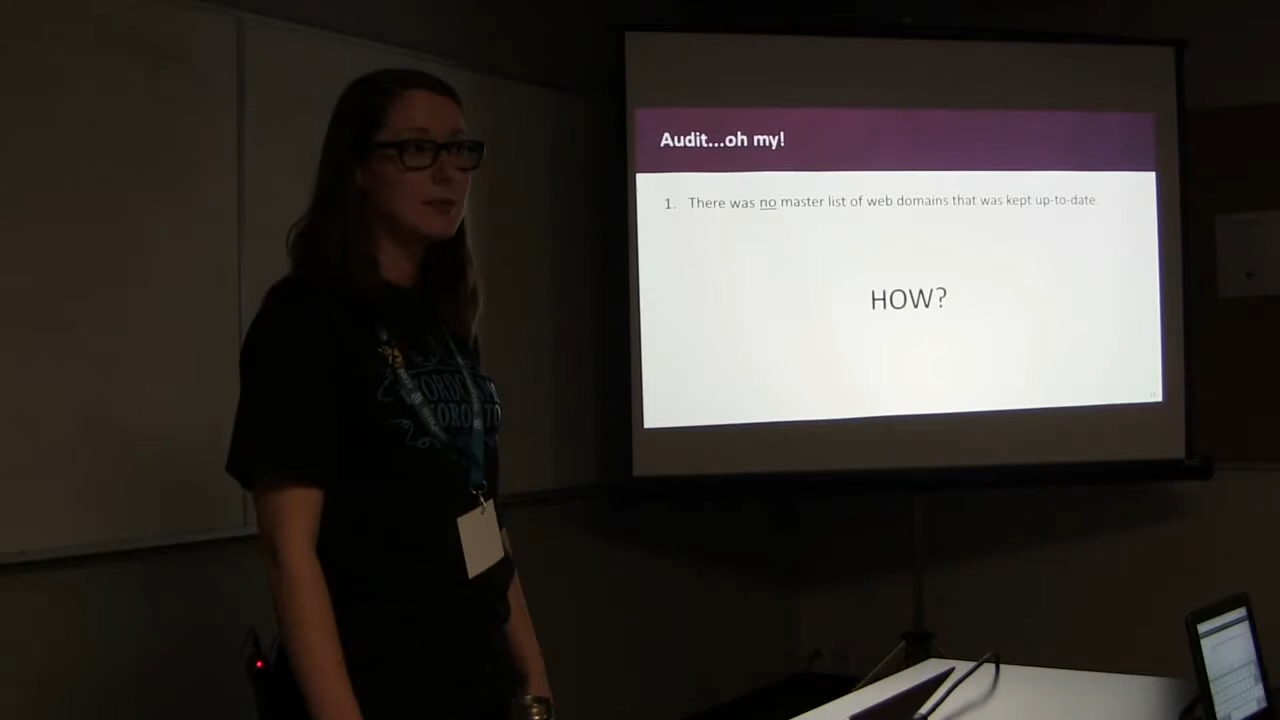 Audit...oh my!
1. There was no master list of web domains that was kept up-to-date.
HOW?